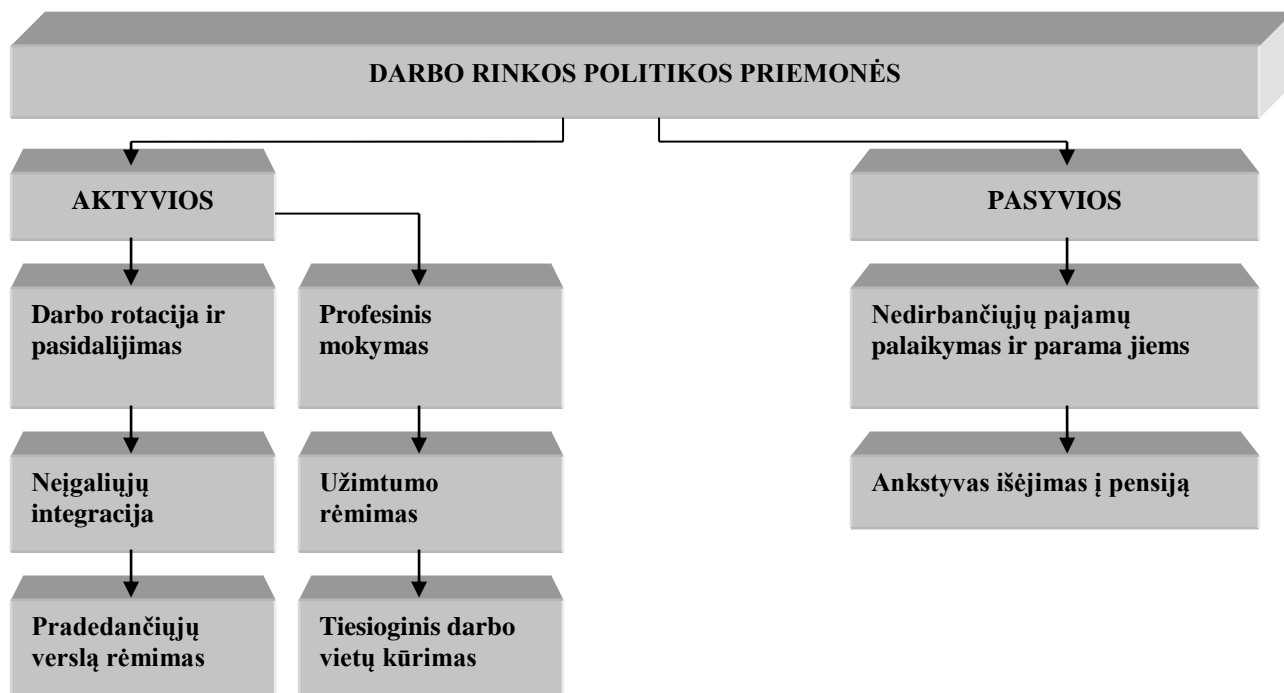 DARBO RINKOS POLITIKOS PRIEMONĖS
AKTYVIOS
PASYVIOS
Darbo rotacija ir
pasidalijimas
Profesinis
mokymas
Nedirbančiųjų pajamų
palaikymas ir parama jiems
Neįgaliųjų
integracija
Užimtumo
rėmimas
Ankstyvas išėjimas į pensiją
Pradedančiųjų
verslą rėmimas
Tiesioginis darbo
vietų kūrimas